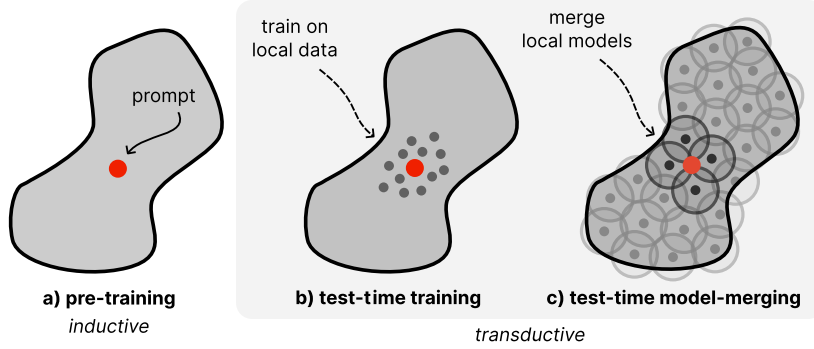 prompt
train on
local data
merge
local models
a) pre-training
inductive
b) test-time training
c) test-time model-merging
transductive